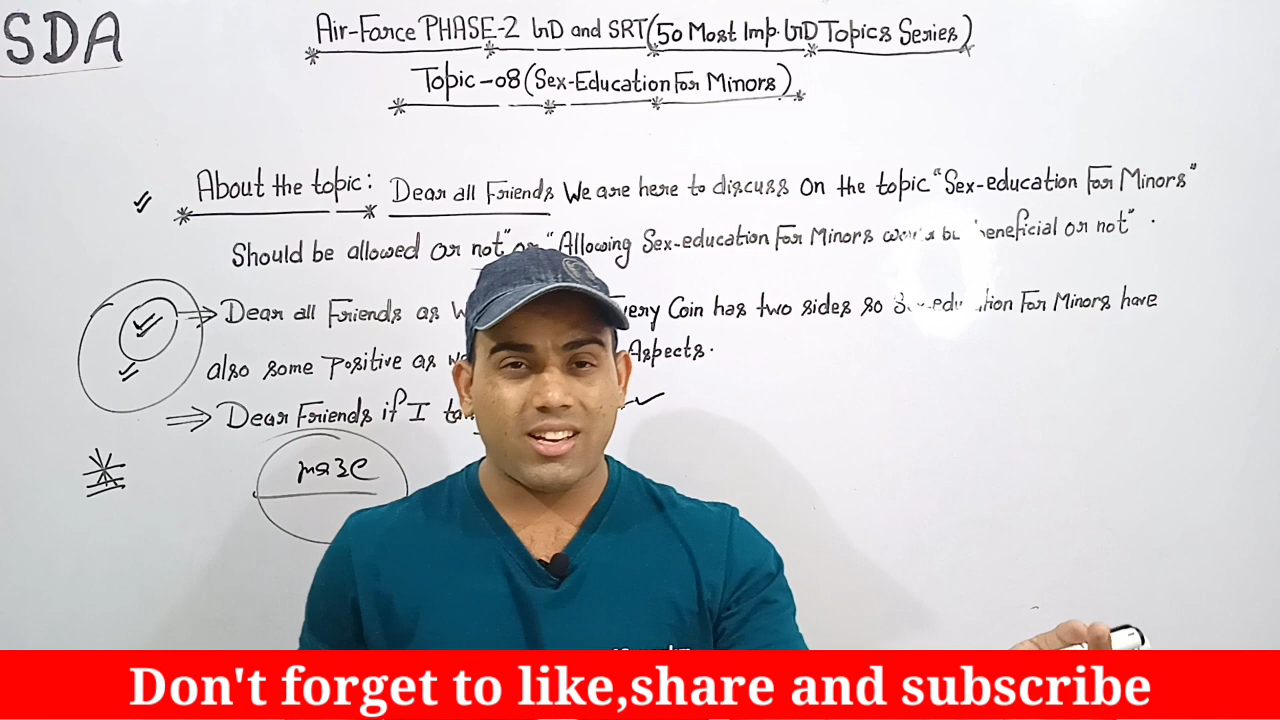 SDA
Air-Force PHASE-2 GD and SRT(50 Most Imp. GD Topics Series)
Topic-08(Sex-Education For Minors)
About the topic: Dear all Friends We are here to discuss on the topic "Sex-education For Minors"
Should be allowed or not" or "Allowing Sex-education For Minors beneficial or not".
⇒ Dear all Friends as Every Coin has two sides so For Minors have
also some positive as Aspects.
⇒ Dear Friends if I
Don't forget to like,share and subscribe